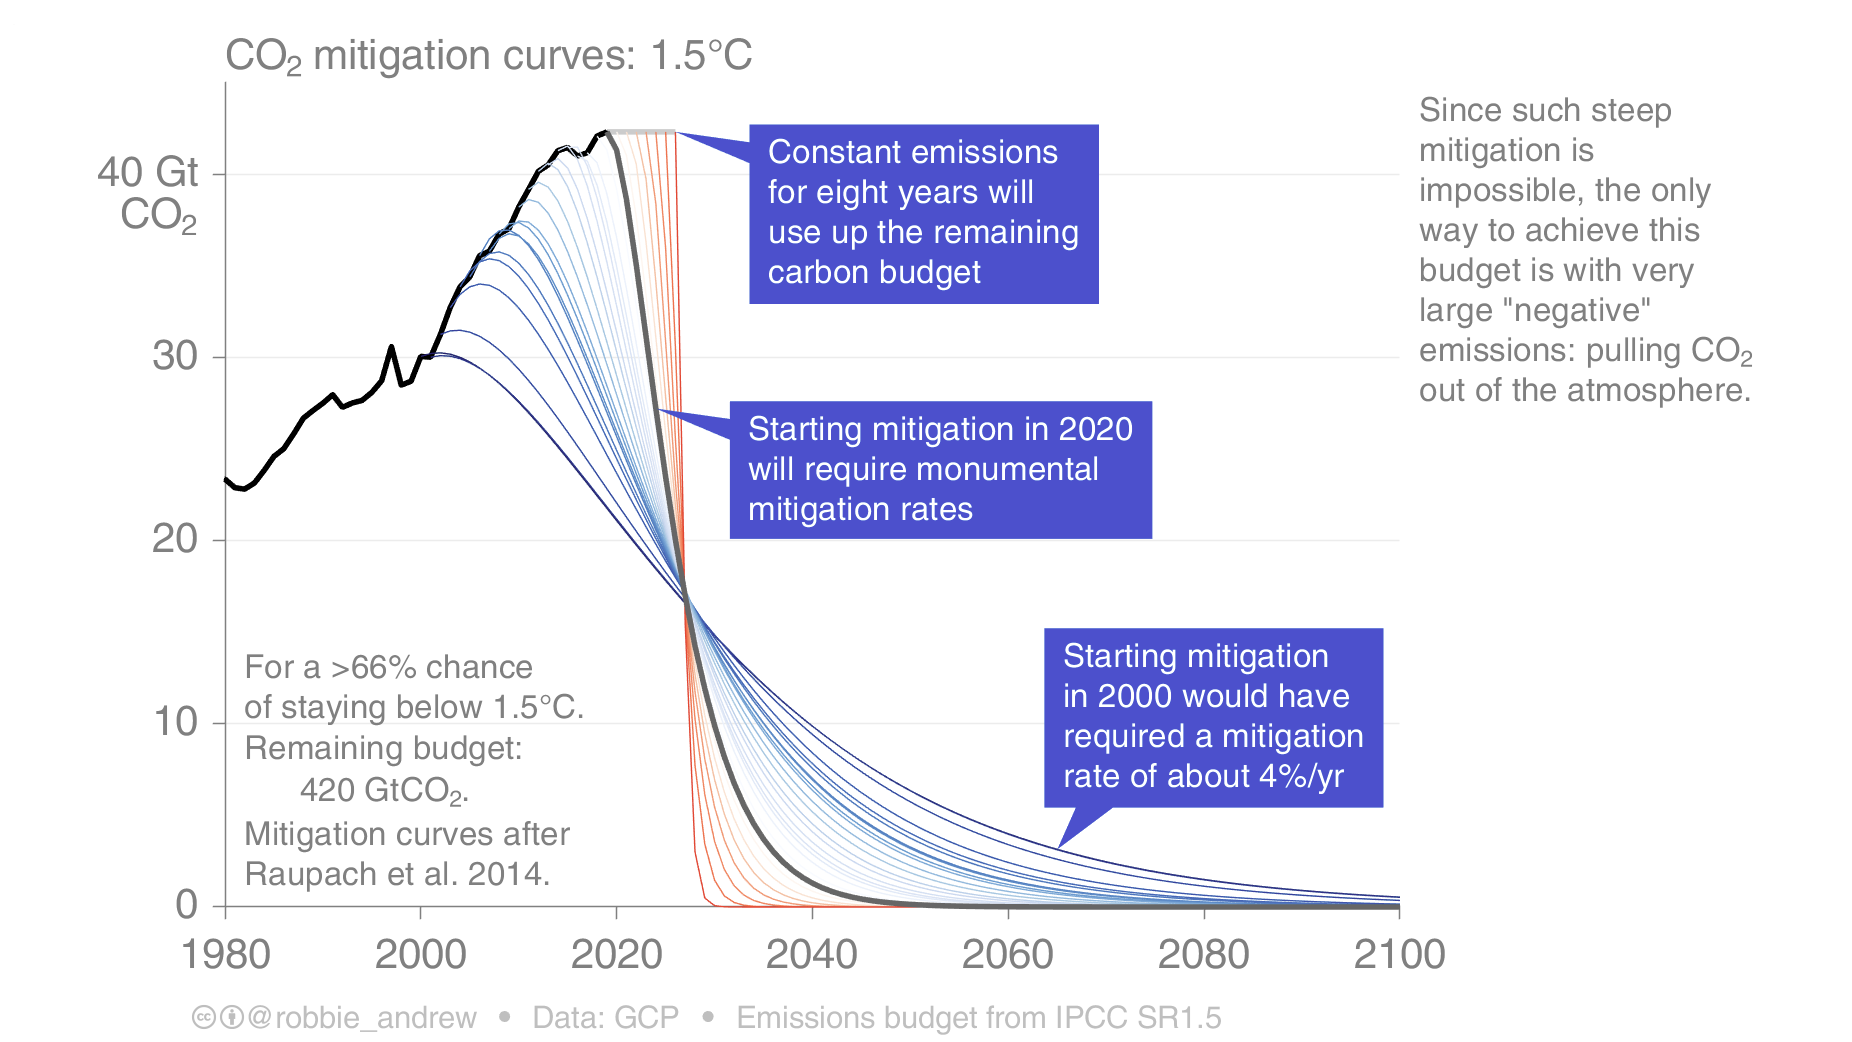 CO₂ mitigation curves: 1.5°C
40 Gt
CO₂
30
20
10
0
1980 2000 2020 2040 2060 2080 2100
Constant emissions
for eight years will
use up the remaining
carbon budget
Starting mitigation in 2020
will require monumental
mitigation rates
Starting mitigation
in 2000 would have
required a mitigation
rate of about 4%/yr
For a >66% chance
of staying below 1.5°C.
Remaining budget:
420 GtCO₂.
Mitigation curves after
Raupach et al. 2014.
Since such steep
mitigation is
impossible, the only
way to achieve this
budget is with very
large "negative"
emissions: pulling CO₂
out of the atmosphere.
cc @robbie_andrew • Data: GCP • Emissions budget from IPCC SR1.5